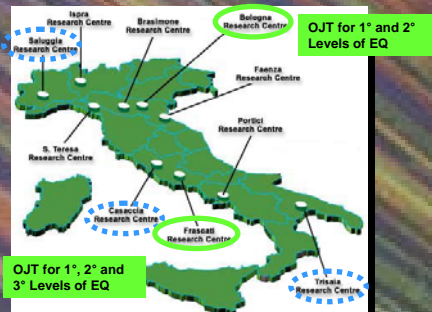 Ispra
Research Centre
Brasimone
Research Centre
Bologna
Research Centre
OJT for 1° and 2°
Levels of EQ
Saluggia
Research Centre
Faenza
Research Centre
Portici
Research Centre
S. Teresa
Research Centre
Casaccia
Research Centre
Frascati
Research Centre
OJT for 1°, 2° and
3° Levels of EQ
Trisaia
Research Centre